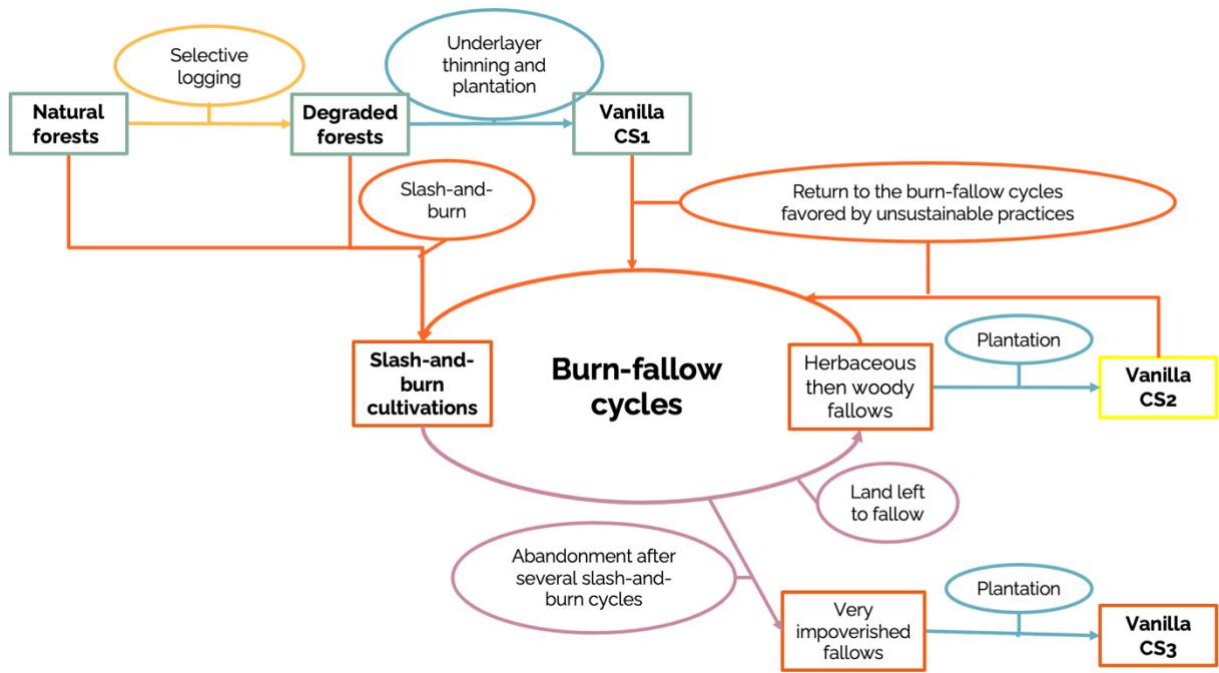 Selective
logging
Underlayer
thinning and
plantation
Natural
forests
Degraded
forests
Vanilla
CS1
Slash-and-
burn
Return to the burn-fallow cycles
favored by unsustainable practices
Slash-and-
burn
cultivations
Burn-fallow
cycles
Herbaceous
then woody
fallows
Plantation
Vanilla
CS2
Land left
to fallow
Abandonment after
several slash-and-
burn cycles
Very
impoverished
fallows
Plantation
Vanilla
CS3